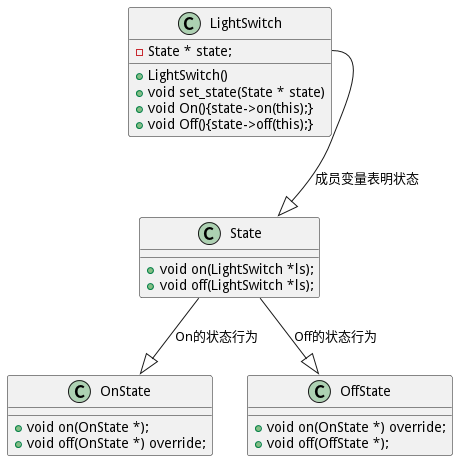 C LightSwitch
State * state;
LightSwitch()
void set_state(State * state)
void On(){state->on(this);}
void Off(){state->off(this);}
成员变量表明状态
C State
void on(LightSwitch *ls);
void off(LightSwitch *ls);
On的状态行为
Off的状态行为
C OnState
void on(OnState *);
void off(OnState *) override;
C OffState
void on(OnState *) override;
void off(OffState *);